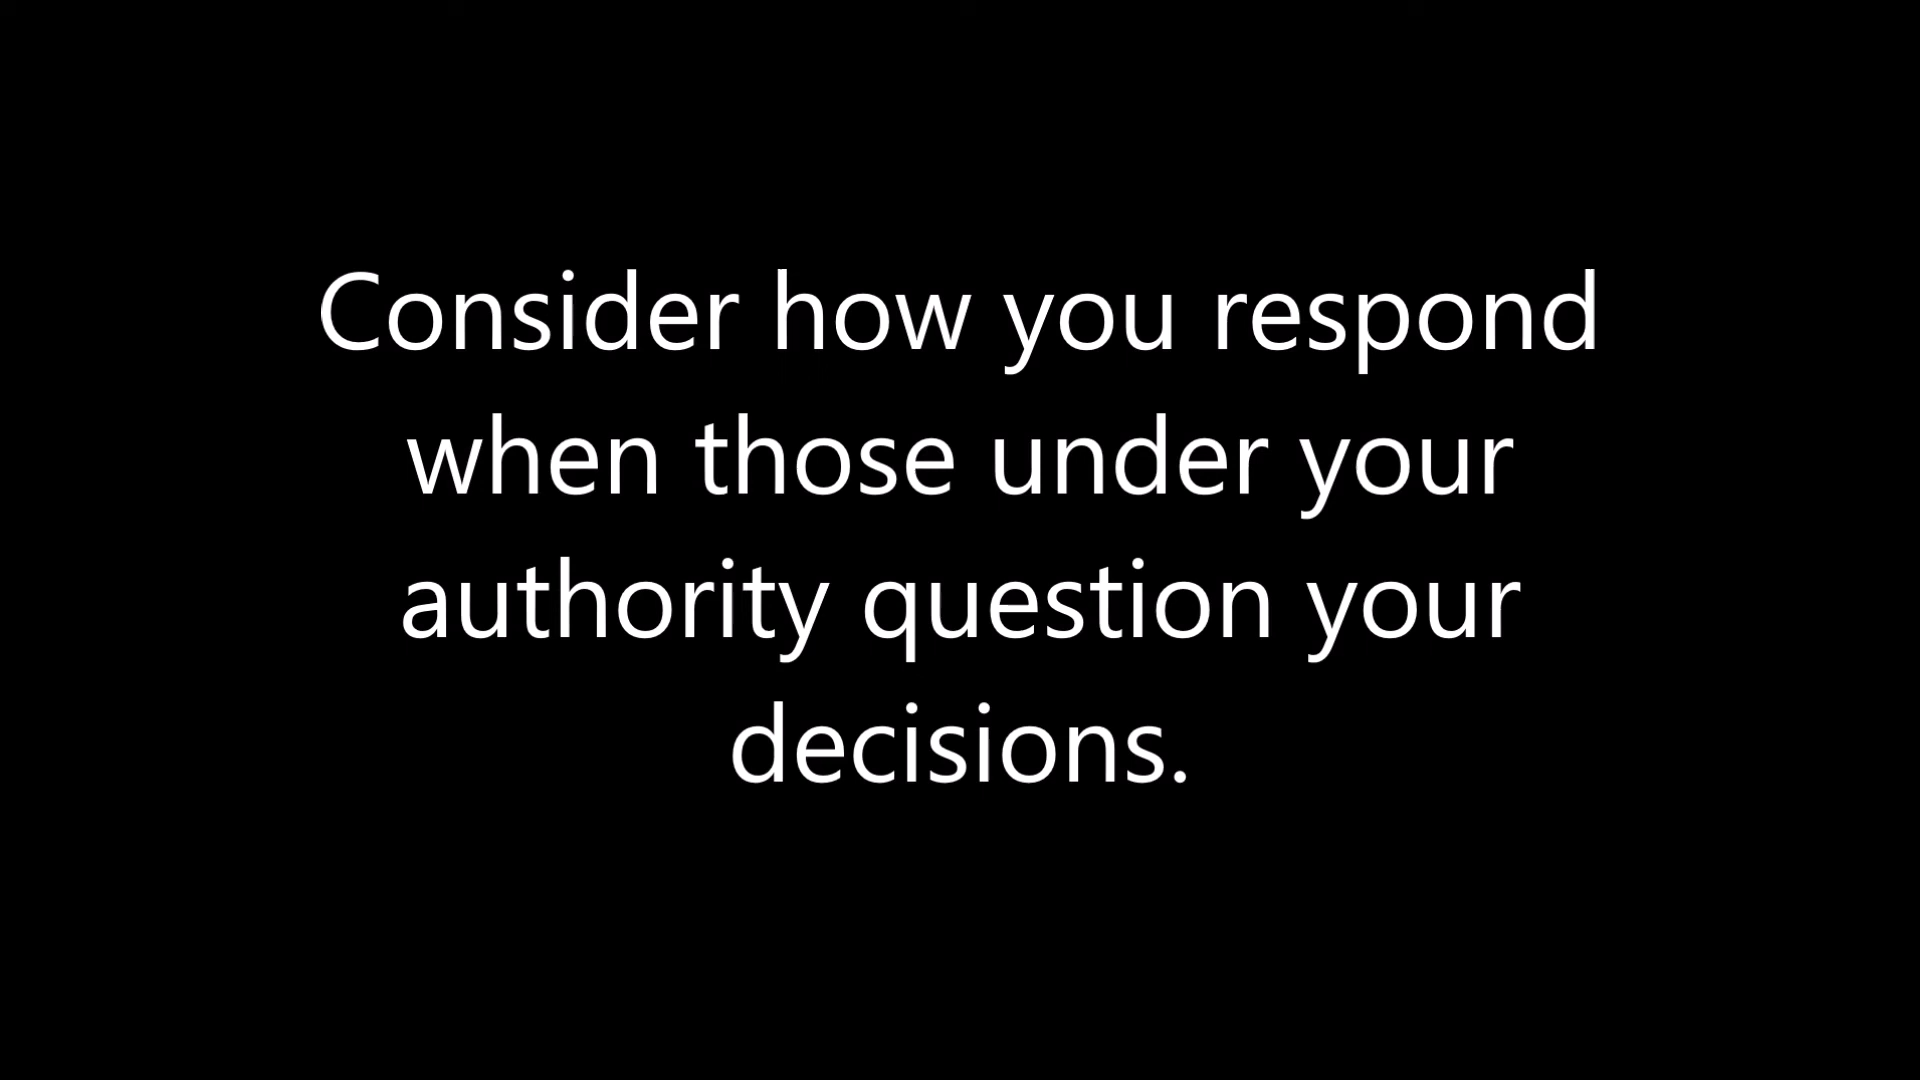 Consider how you respond
when those under your
authority question your
decisions.